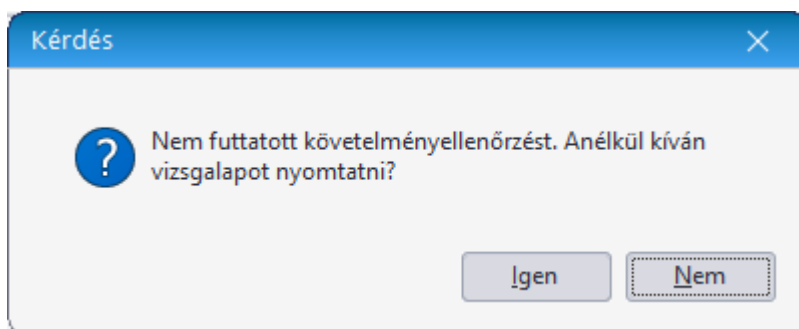 Kérdés
Nem futtatott követelményellenőrzést. Anélkül kíván
vizsgalapot nyomtatni?
Igen
Nem